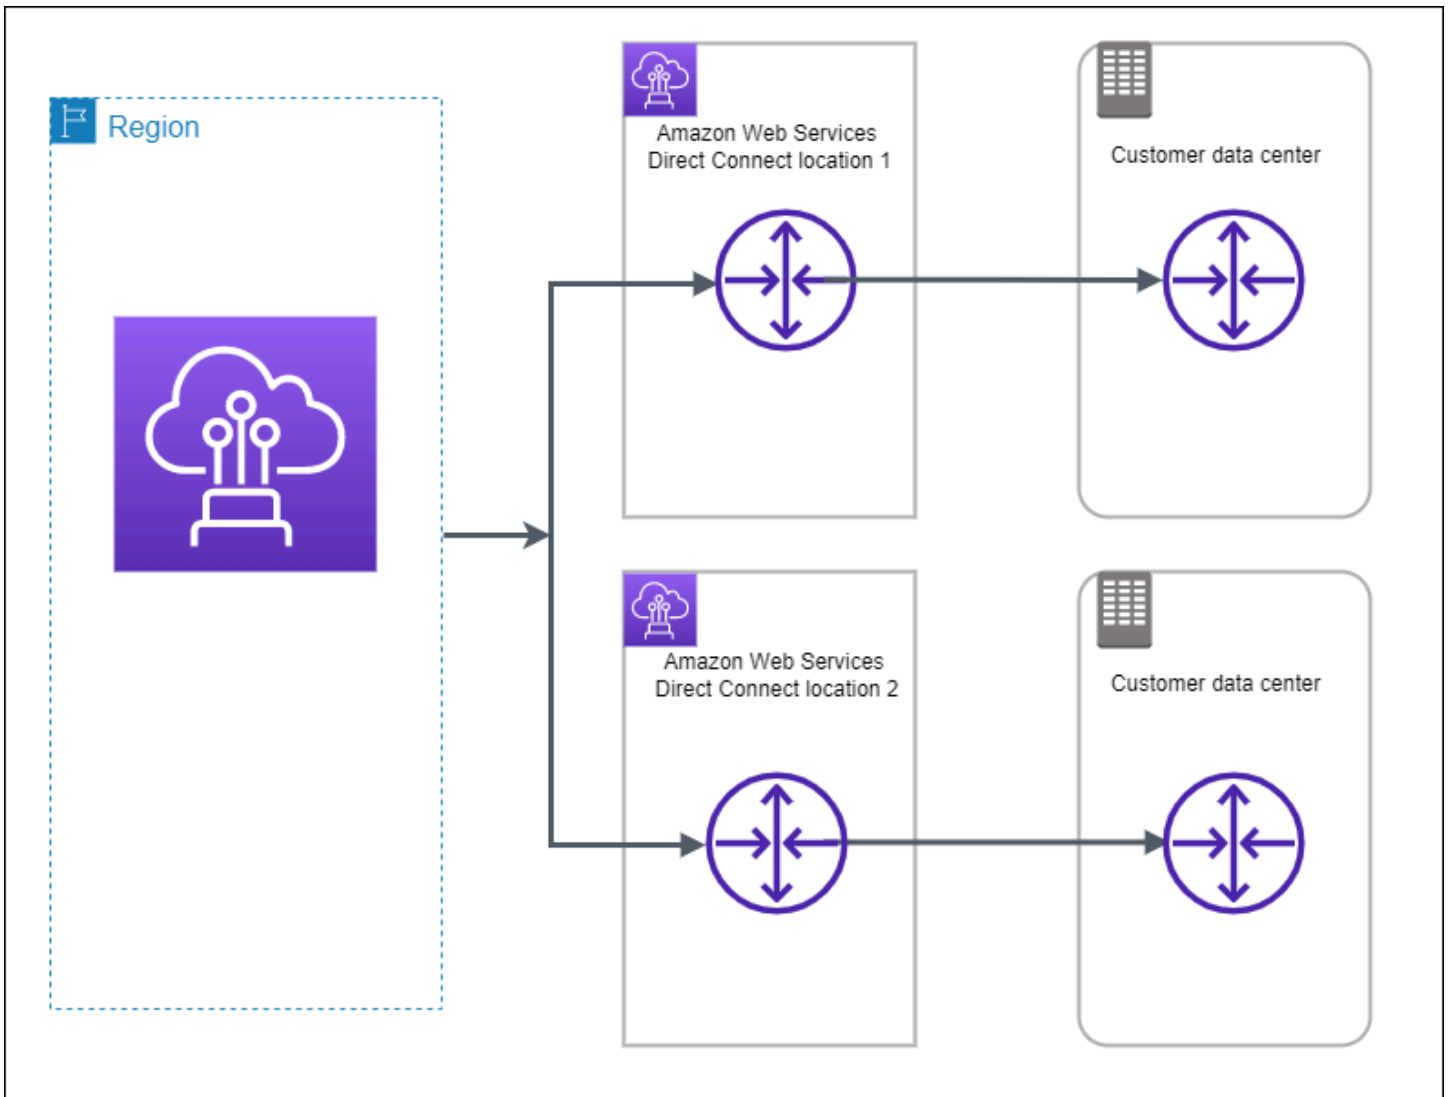 Region
Amazon Web Services
Direct Connect location 1
Customer data center
Amazon Web Services
Direct Connect location 2
Customer data center